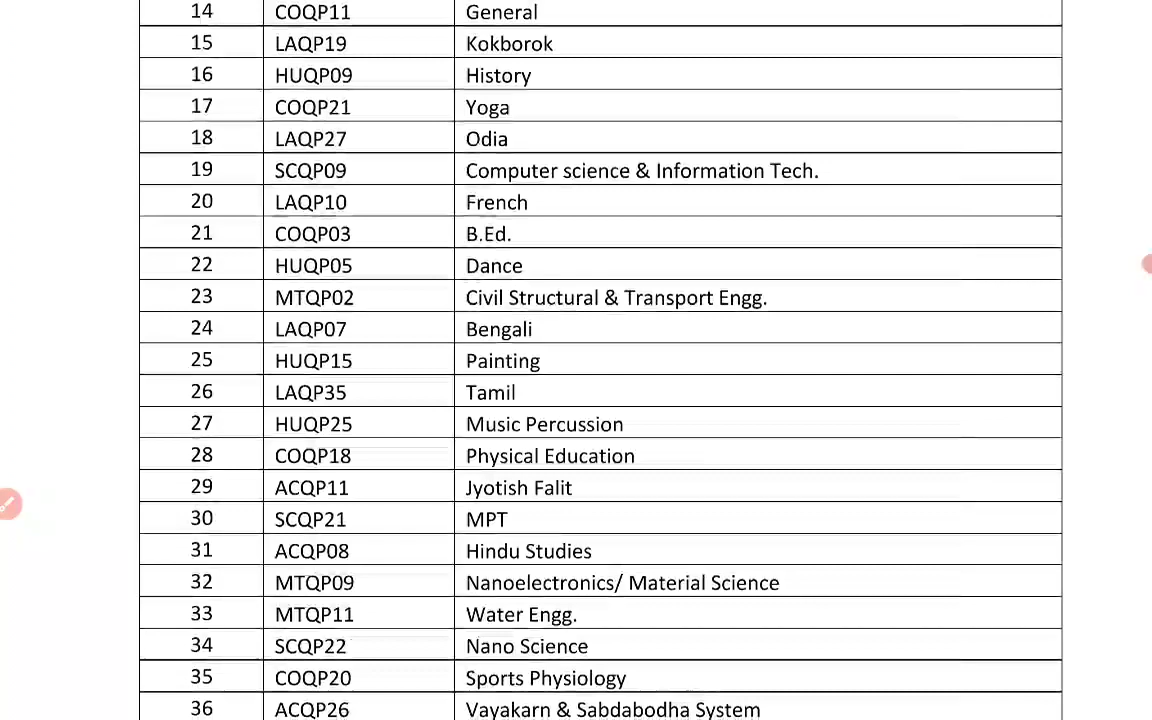 14 COQP11 General
15 LAQP19 Kokborok
16 HUQP09 History
17 COQP21 Yoga
18 LAQP27 Odia
19 SCQP09 Computer science & Information Tech.
20 LAQP10 French
21 COQP03 B.Ed.
22 HUQP05 Dance
23 MTQP02 Civil Structural & Transport Engg.
24 LAQP07 Bengali
25 HUQP15 Painting
26 LAQP35 Tamil
27 HUQP25 Music Percussion
28 COQP18 Physical Education
29 ACQP11 Jyotish Falit
30 SCQP21 MPT
31 ACQP08 Hindu Studies
32 MTQP09 Nanoelectronics/ Material Science
33 MTQP11 Water Engg.
34 SCQP22 Nano Science
35 COQP20 Sports Physiology
36 ACQP26 Vayakarn & Sabdabodha System